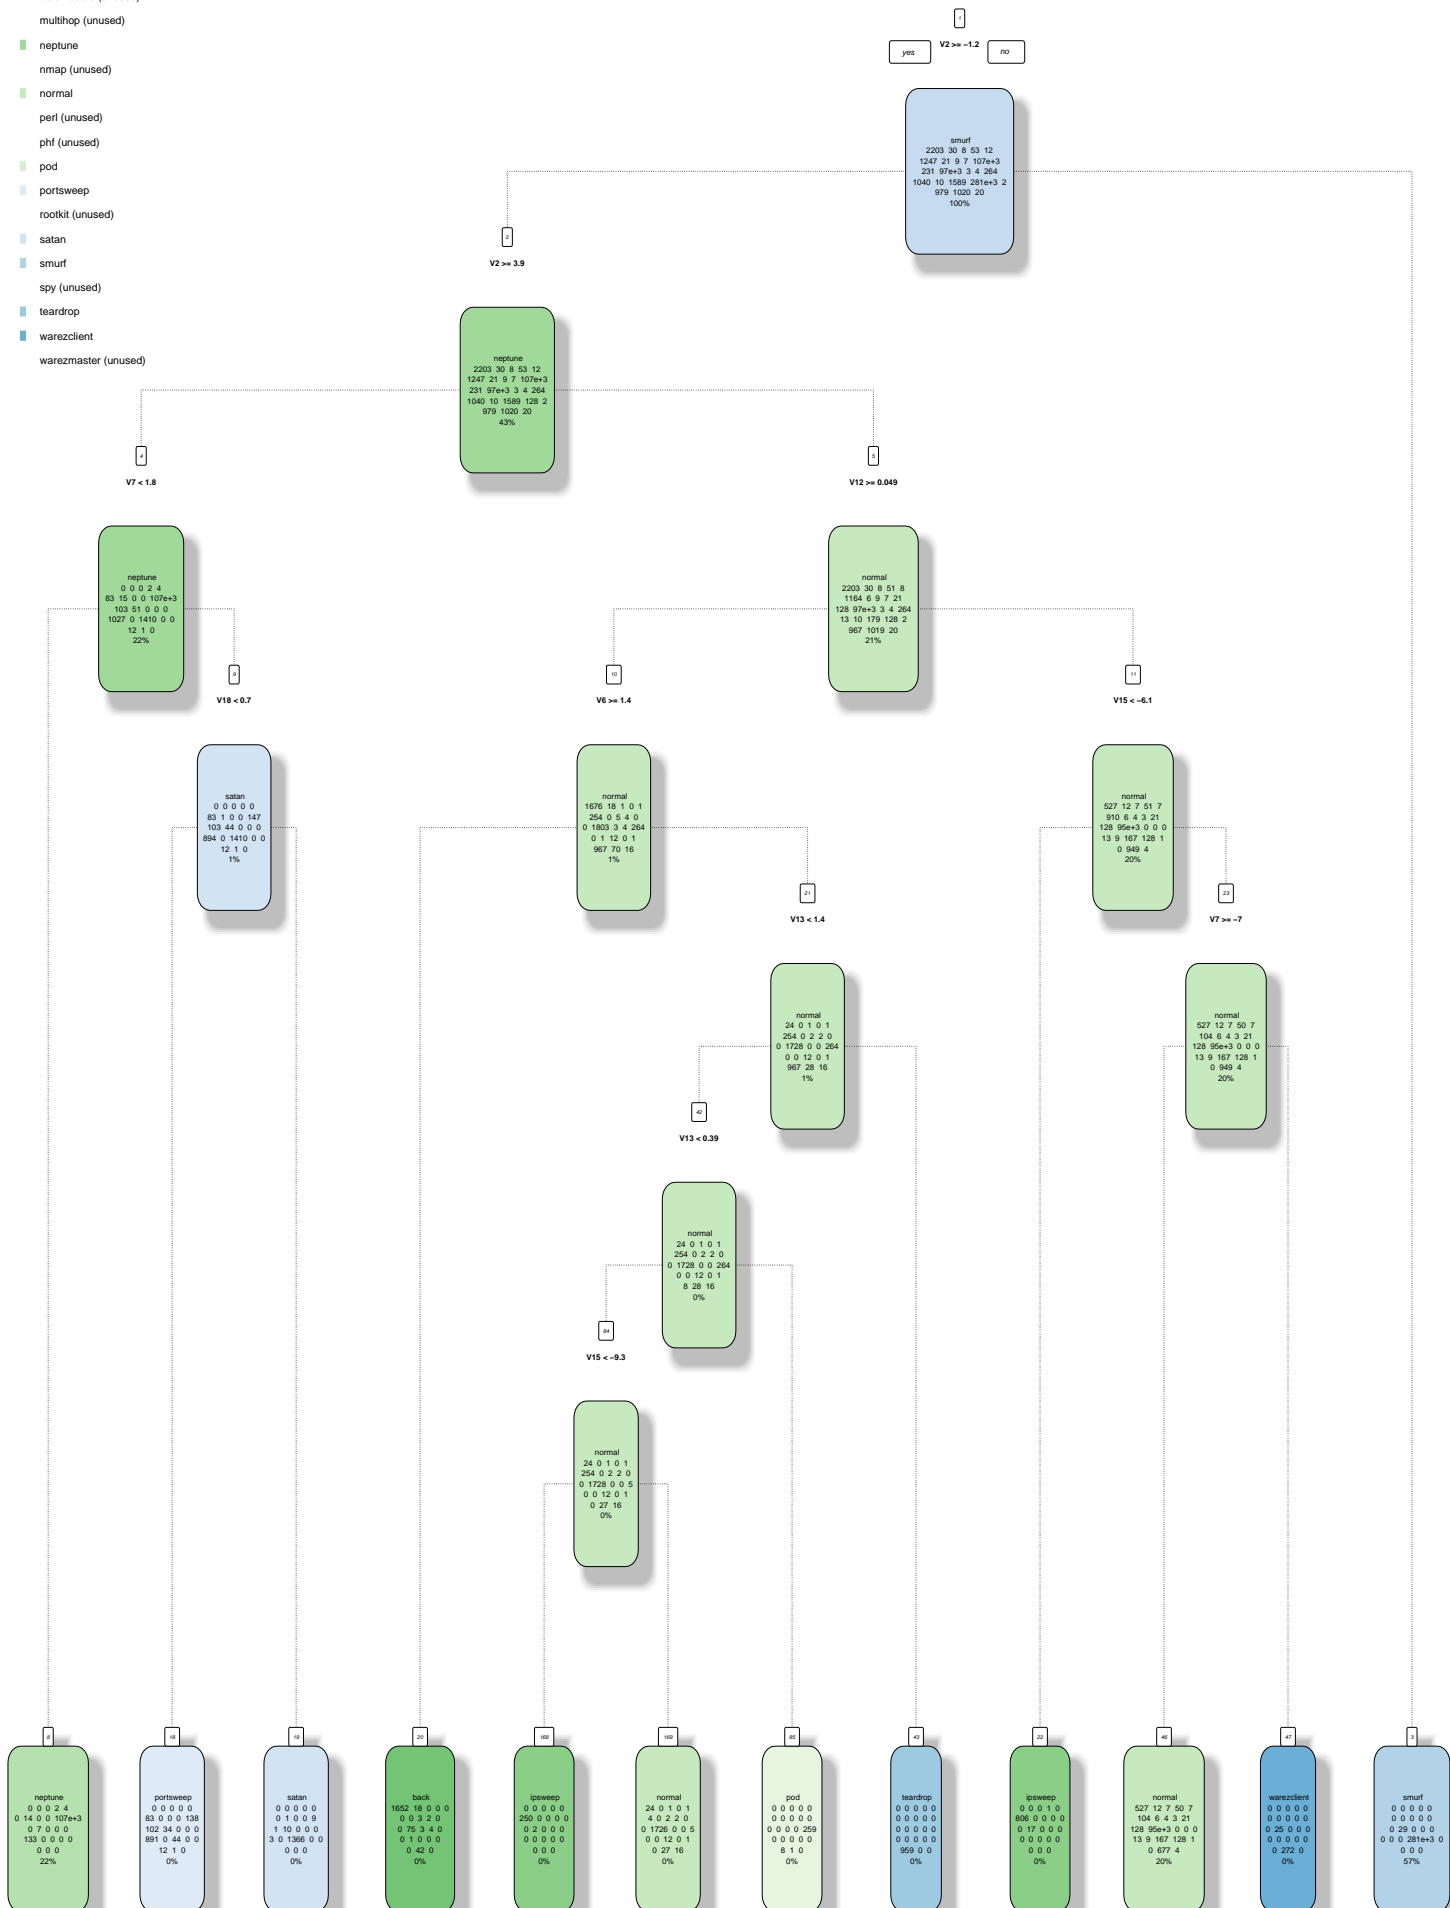 multihop (unused)
neptune
nmap (unused)
normal
perl (unused)
phf (unused)
pod
portsweep
rootkit (unused)
satan
smurf
spy (unused)
teardrop
warezclient
warezmaster (unused)
1
yes
V2 >= −1.2
no
smurf
2203 30 8 53 12
1247 21 9 7 107e+3
231 97e+3 3 4 264
1040 10 1589 281e+3 2
979 1020 20
100%
2
V2 >= 3.9
neptune
2203 30 8 53 12
1247 21 9 7 107e+3
231 97e+3 3 4 264
1040 10 1589 128 2
979 1020 20
43%
4
V7 < 1.8
5
V12 >= 0.049
neptune
0 0 0 2 4
83 15 0 0 107e+3
103 51 0 0 0
1027 0 1410 0 0
12 1 0
22%
normal
2203 30 8 51 8
1164 6 9 7 21
128 97e+3 3 4 264
13 10 179 128 2
967 1019 20
21%
9
V18 < 0.7
10
V6 >= 1.4
11
V15 < −6.1
satan
0 0 0 0 0
83 1 0 0 147
103 44 0 0 0
894 0 1410 0 0
12 1 0
1%
normal
1676 18 1 0 1
254 0 5 4 0
0 1803 3 4 264
0 1 12 0 1
967 70 16
1%
normal
527 12 7 51 7
910 6 4 3 21
128 95e+3 0 0 0
13 9 167 128 1
0 949 4
20%
21
V13 < 1.4
23
V7 >= −7
normal
24 0 1 0 1
254 0 2 2 0
0 1728 0 0 264
0 0 12 0 1
967 28 16
1%
normal
527 12 7 50 7
104 6 4 3 21
128 95e+3 0 0 0
13 9 167 128 1
0 949 4
20%
42
V13 < 0.39
normal
24 0 1 0 1
254 0 2 2 0
0 1728 0 0 264
0 0 12 0 1
8 28 16
0%
84
V15 < −9.3
normal
24 0 1 0 1
254 0 2 2 0
0 1728 0 0 5
0 0 12 0 1
0 27 16
0%
8
neptune
0 0 0 2 4
0 14 0 0 107e+3
0 7 0 0 0
133 0 0 0 0
0 0 0
22%
18
portsweep
0 0 0 0 0
83 0 0 0 138
102 34 0 0 0
891 0 44 0 0
12 1 0
0%
19
satan
0 0 0 0 0
0 1 0 0 9
1 10 0 0 0
3 0 1366 0 0
0 0 0
0%
20
back
1652 18 0 0 0
0 0 3 2 0
0 75 3 4 0
0 1 0 0 0
0 42 0
0%
168
ipsweep
0 0 0 0 0
250 0 0 0 0
0 2 0 0 0
0 0 0 0 0
0 0 0
0%
169
normal
24 0 1 0 1
4 0 2 2 0
0 1726 0 0 5
0 0 12 0 1
0 27 16
0%
85
pod
0 0 0 0 0
0 0 0 0 0
0 0 0 0 259
0 0 0 0 0
8 1 0
0%
43
teardrop
0 0 0 0 0
0 0 0 0 0
0 0 0 0 0
0 0 0 0 0
959 0 0
0%
22
ipsweep
0 0 0 1 0
806 0 0 0 0
0 17 0 0 0
0 0 0 0 0
0 0 0
0%
46
normal
527 12 7 50 7
104 6 4 3 21
128 95e+3 0 0 0
13 9 167 128 1
0 677 4
20%
47
warezclient
0 0 0 0 0
0 0 0 0 0
0 25 0 0 0
0 0 0 0 0
0 272 0
0%
3
smurf
0 0 0 0 0
0 0 0 0 0
0 29 0 0 0
0 0 0 281e+3 0
0 0 0
57%